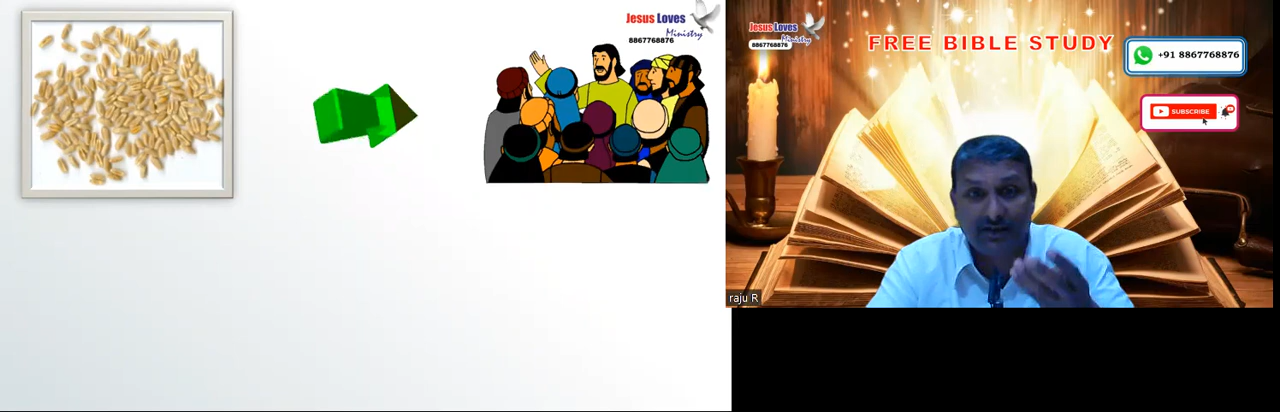 Jesus Loves
Ministry
8867768876
Jesus Loves
Ministry
8867768876
FREE BIBLE STUDY
+91 8867768876
SUBSCRIBE
raju R